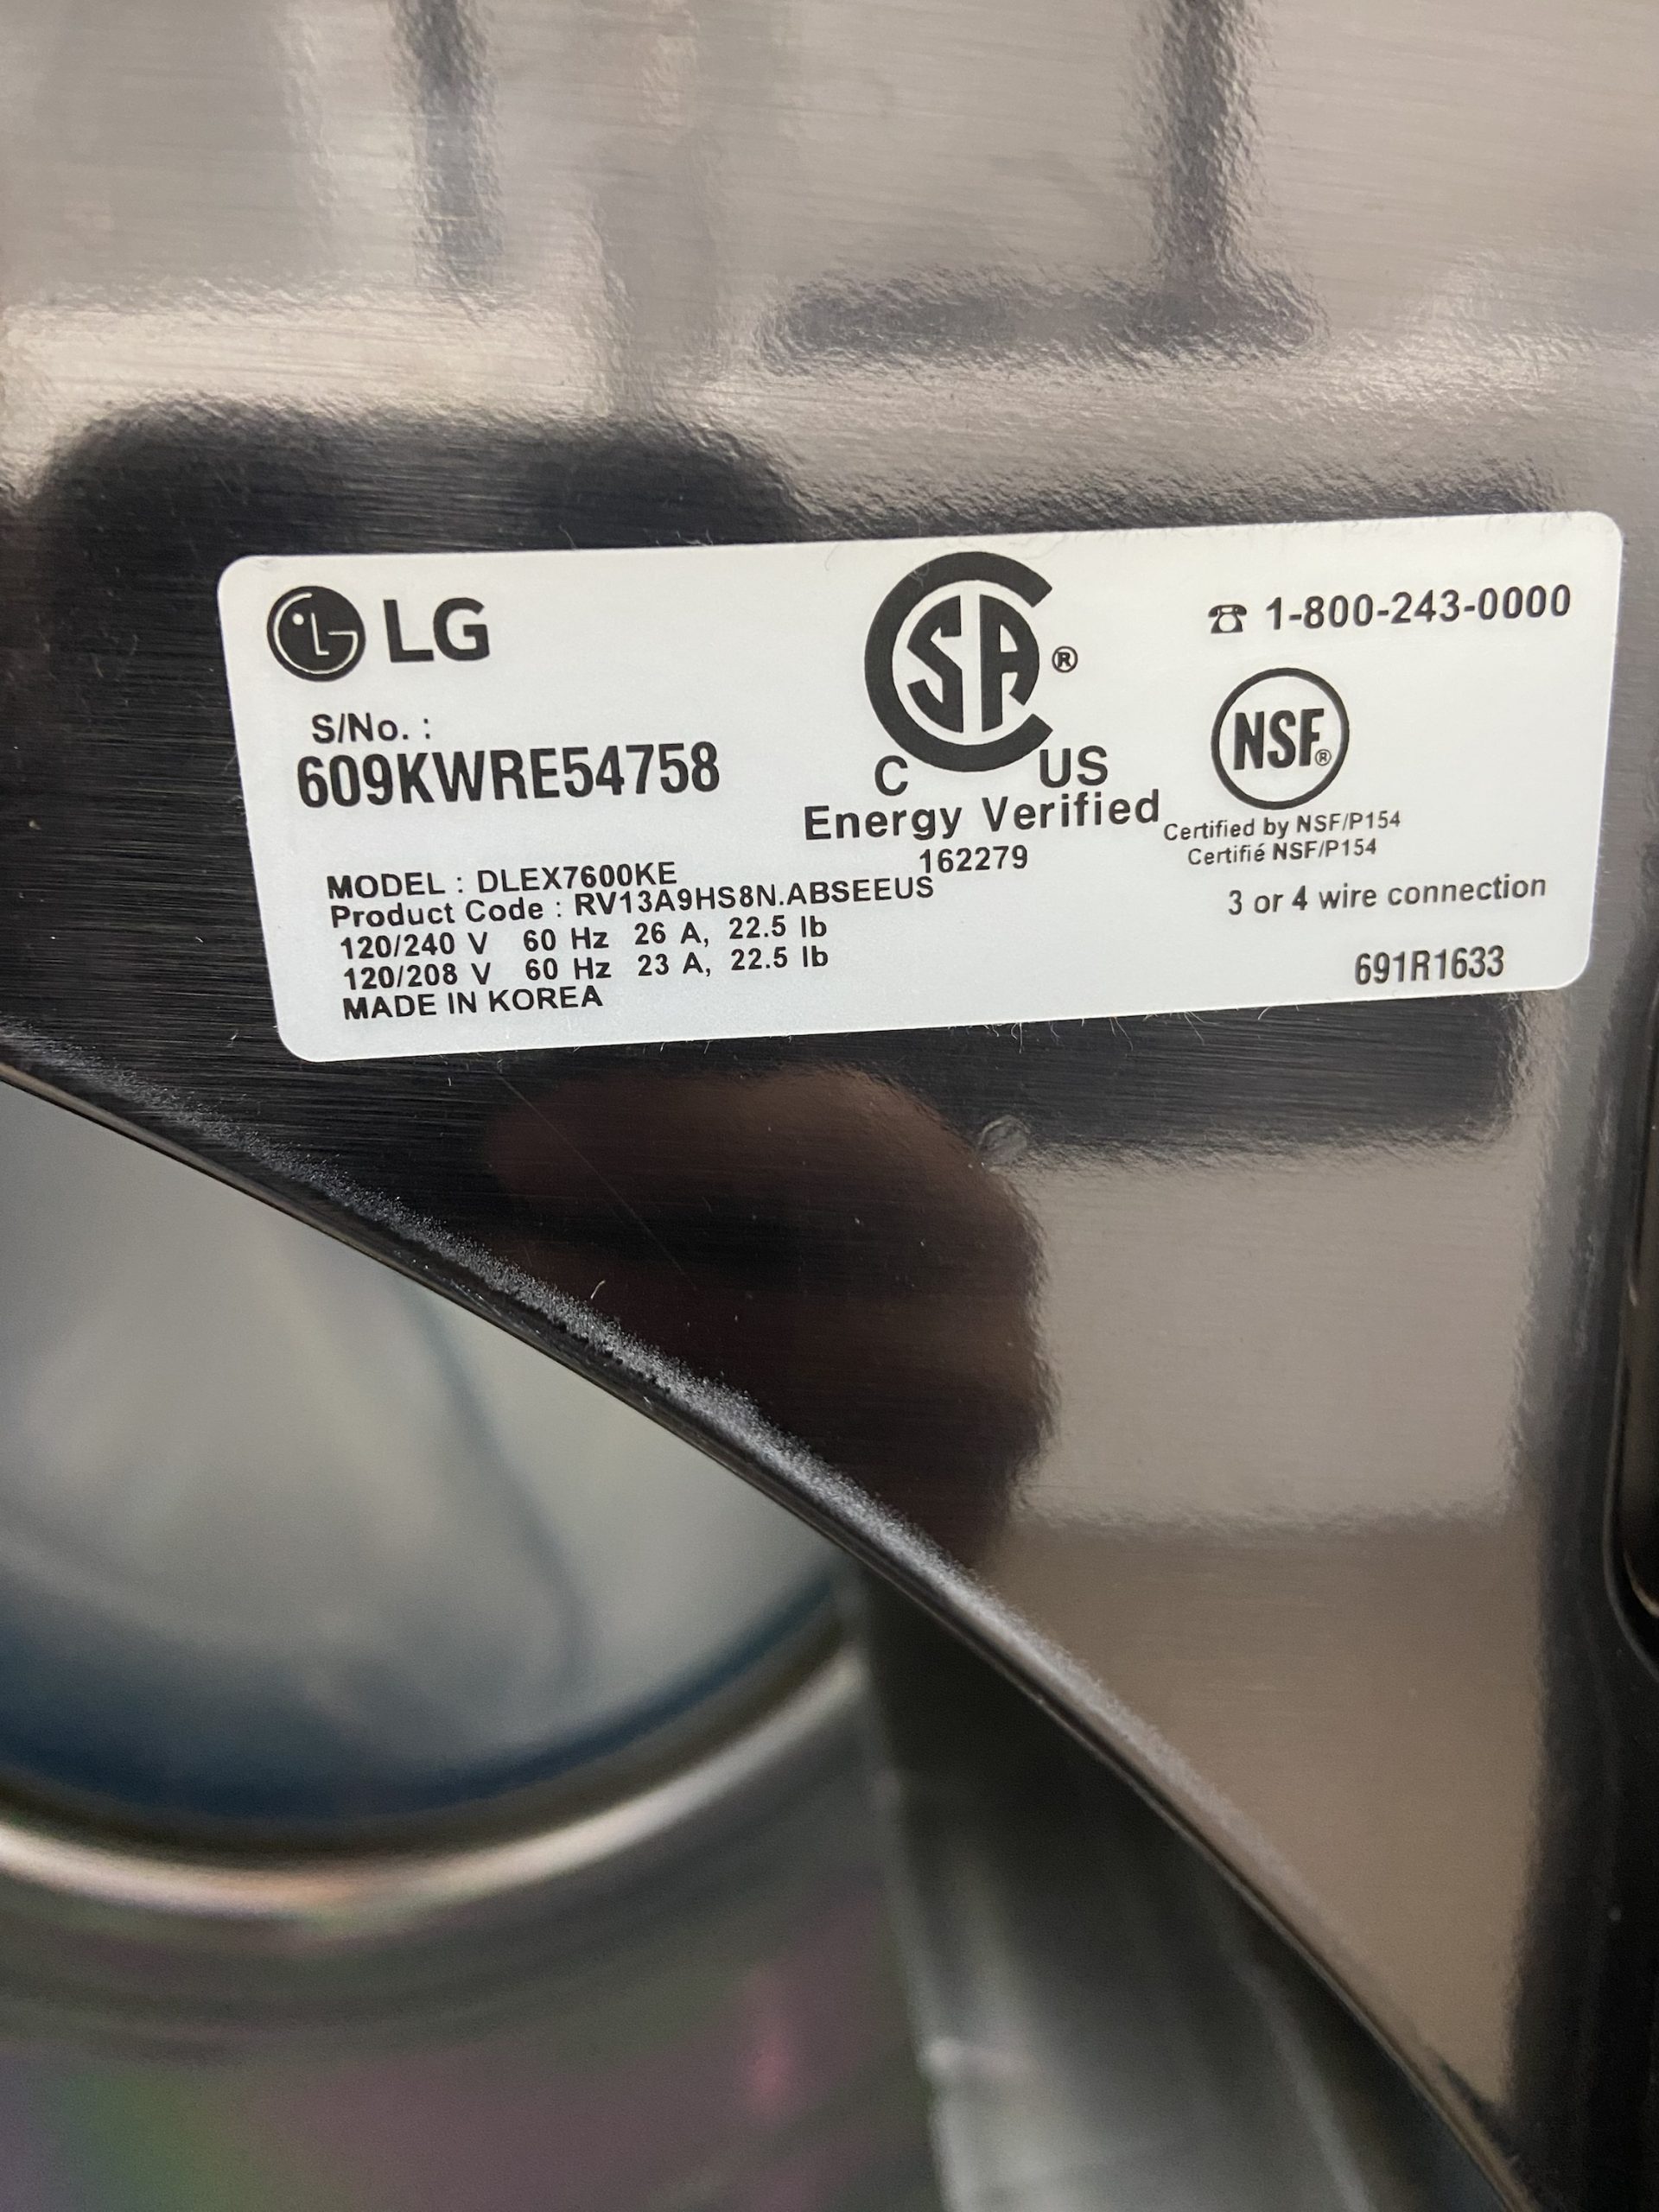 LG
S/No. :
609KWRE54758
MODEL : DLEX7600KE
Product Code : RV13A9HS8N.ABSEEUS
120/240 V 60 Hz 26 A, 22.5 lb
120/208 V 60 Hz 23 A, 22.5 lb
MADE IN KOREA
CSA®
C US
Energy Verified
162279
☎ 1-800-243-0000
NSF®
Certified by NSF/P154
Certifié NSF/P154
3 or 4 wire connection
691R1633